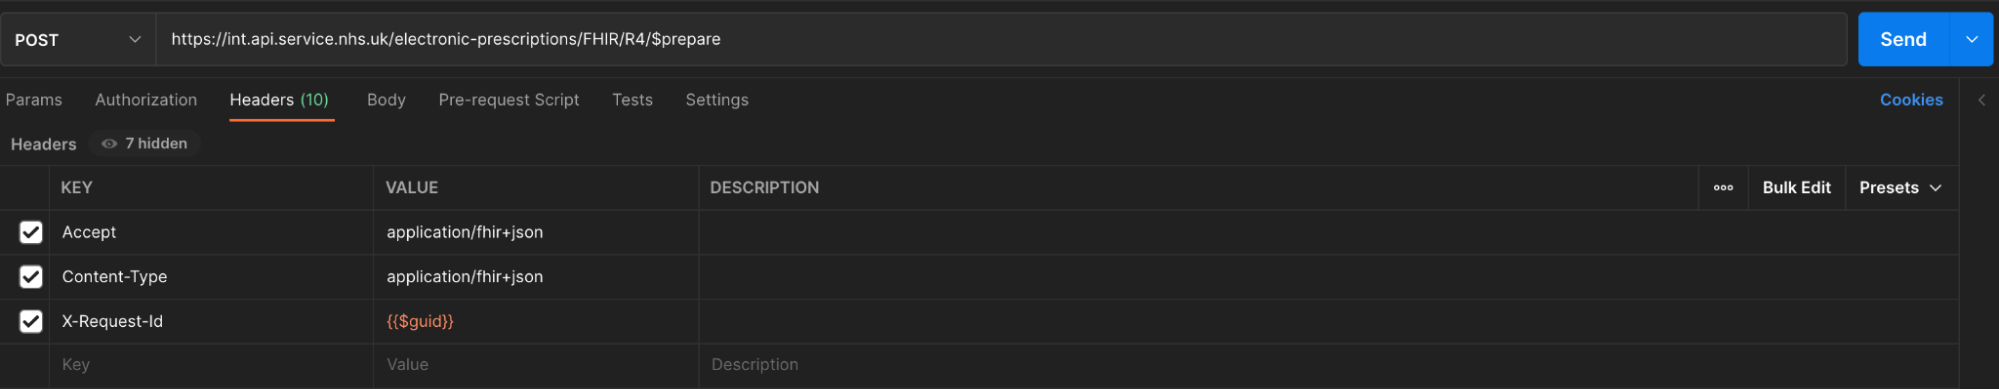 POST https://int.api.service.nhs.uk/electronic-prescriptions/FHIR/R4/$prepare Send
Params Authorization Headers (10) Body Pre-request Script Tests Settings Cookies
Headers 7 hidden
KEY VALUE DESCRIPTION Bulk Edit Presets
Accept application/fhir+json
Content-Type application/fhir+json
X-Request-Id {{$guid}}
Key Value Description